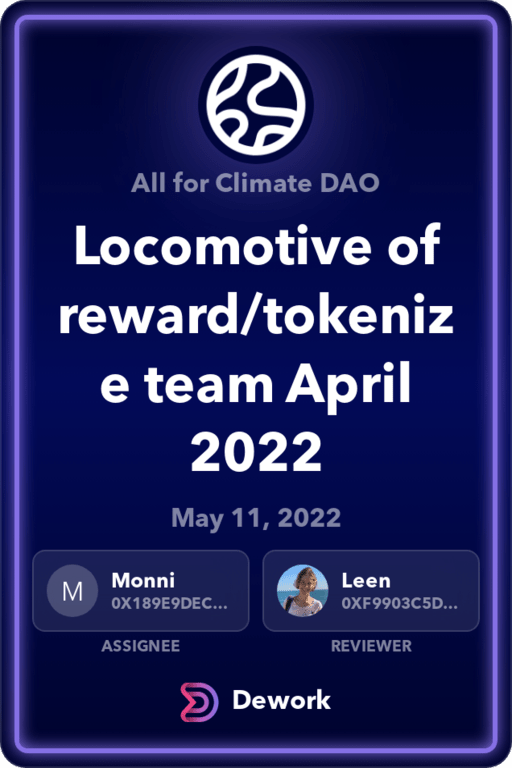 All for Climate DAO
Locomotive of
reward/tokeniz
e team April
2022
May 11, 2022
M
Monni
0X189E9DEC...
Leen
0XF9903C5D...
ASSIGNEE
REVIEWER
Dework